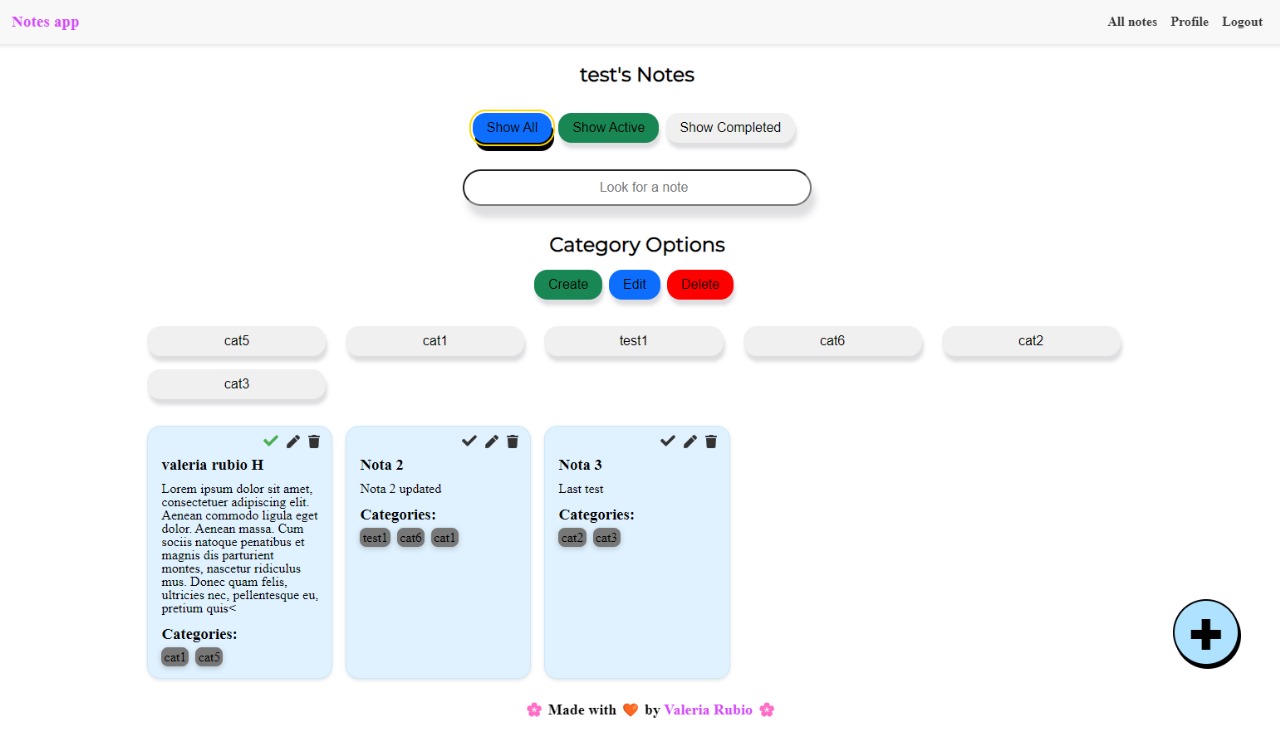 Notes app
All notes Profile Logout
test's Notes
Show All Show Active Show Completed
Look for a note
Category Options
Create Edit Delete
cat5 cat1 test1 cat6 cat2
cat3
valeria rubio H
Lorem ipsum dolor sit amet,
consectetuer adipiscing elit.
Aenean commodo ligula eget
dolor. Aenean massa. Cum
sociis natoque penatibus et
magnis dis parturient
montes, nascetur ridiculus
mus. Donec quam felis,
ultricies nec, pellentesque eu,
pretium quis<
Categories:
cat1 cat5
Nota 2
Nota 2 updated
Categories:
test1 cat6 cat1
Nota 3
Last test
Categories:
cat2 cat3
🌸 Made with 🧡 by Valeria Rubio 🌸